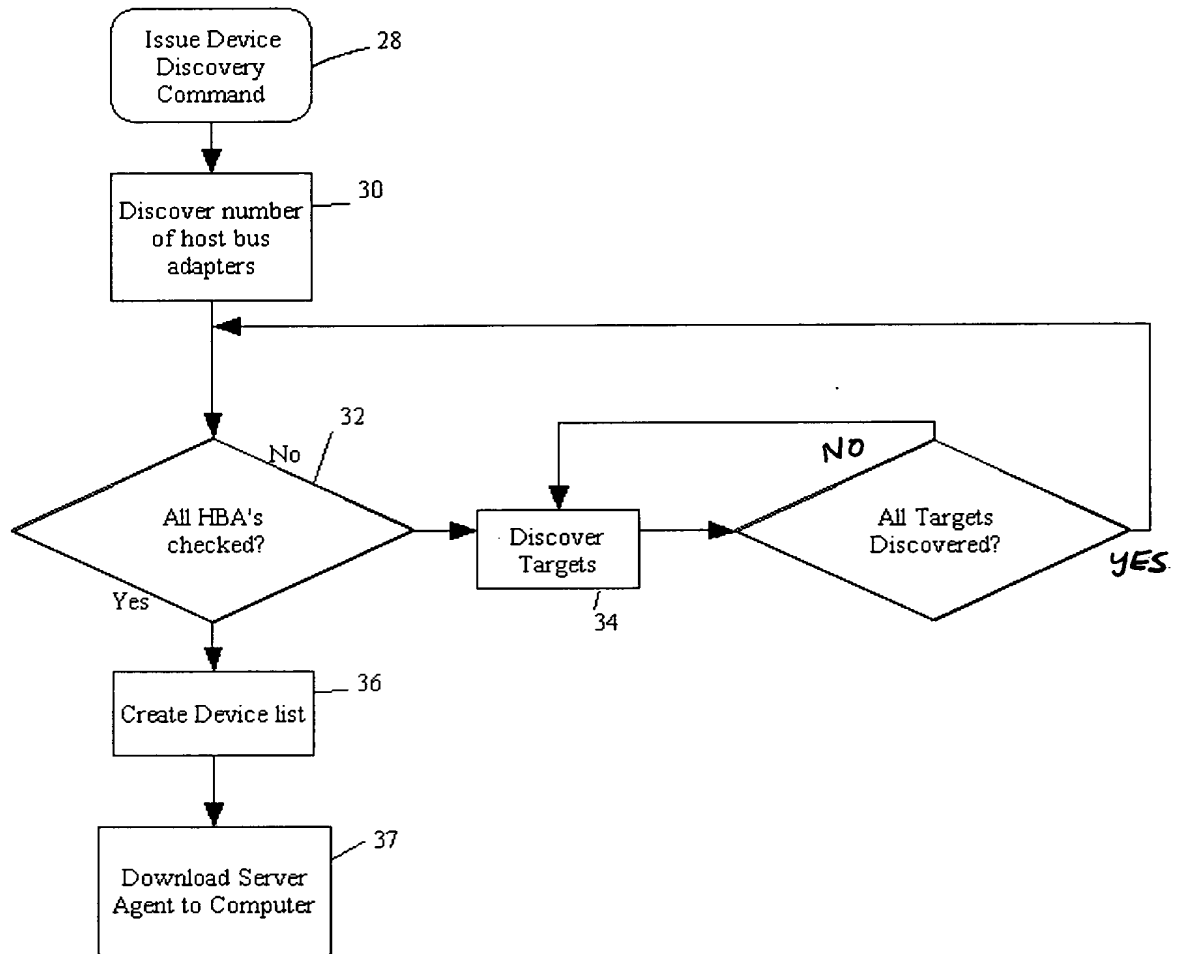 Issue Device
Discovery
Command
28
Discover number
of host bus
adapters
30
All HBA's
checked?
32
No
Yes
Discover
Targets
34
All Targets
Discovered?
NO
YES
Create Device list
36
Download Server
Agent to Computer
37